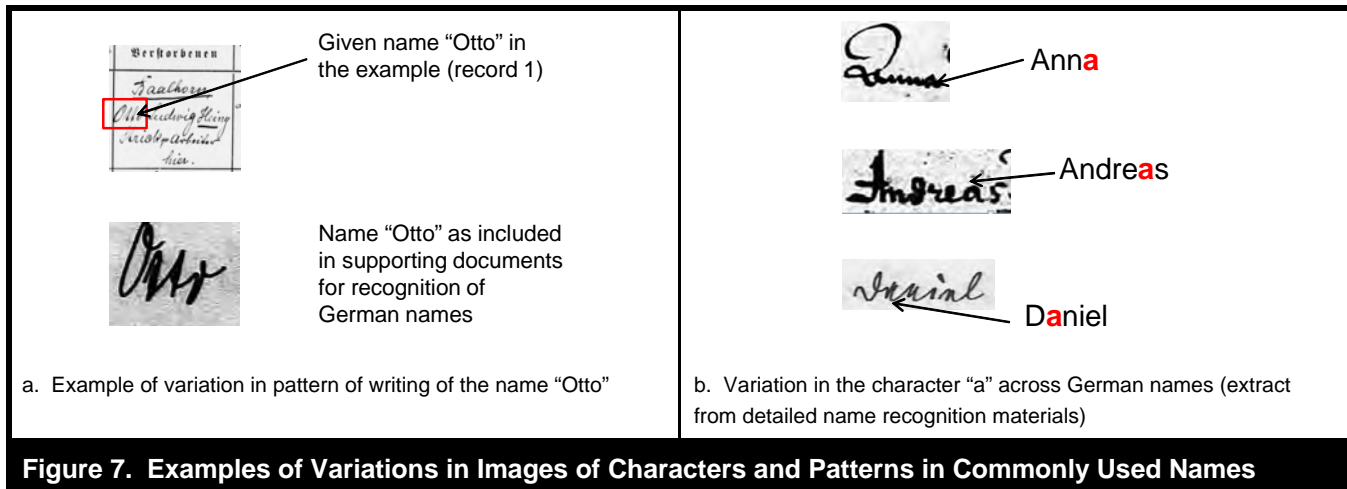 Verstorbenen
Baalhorn
Otto Ludwig Heinz
Arbeiter
hier.
Given name “Otto” in
the example (record 1)
Otto
Name “Otto” as included
in supporting documents
for recognition of
German names
a. Example of variation in pattern of writing of the name “Otto”
Anna
Anna
Andreas
Andreas
Daniel
Daniel
b. Variation in the character “a” across German names (extract
from detailed name recognition materials)
Figure 7. Examples of Variations in Images of Characters and Patterns in Commonly Used Names